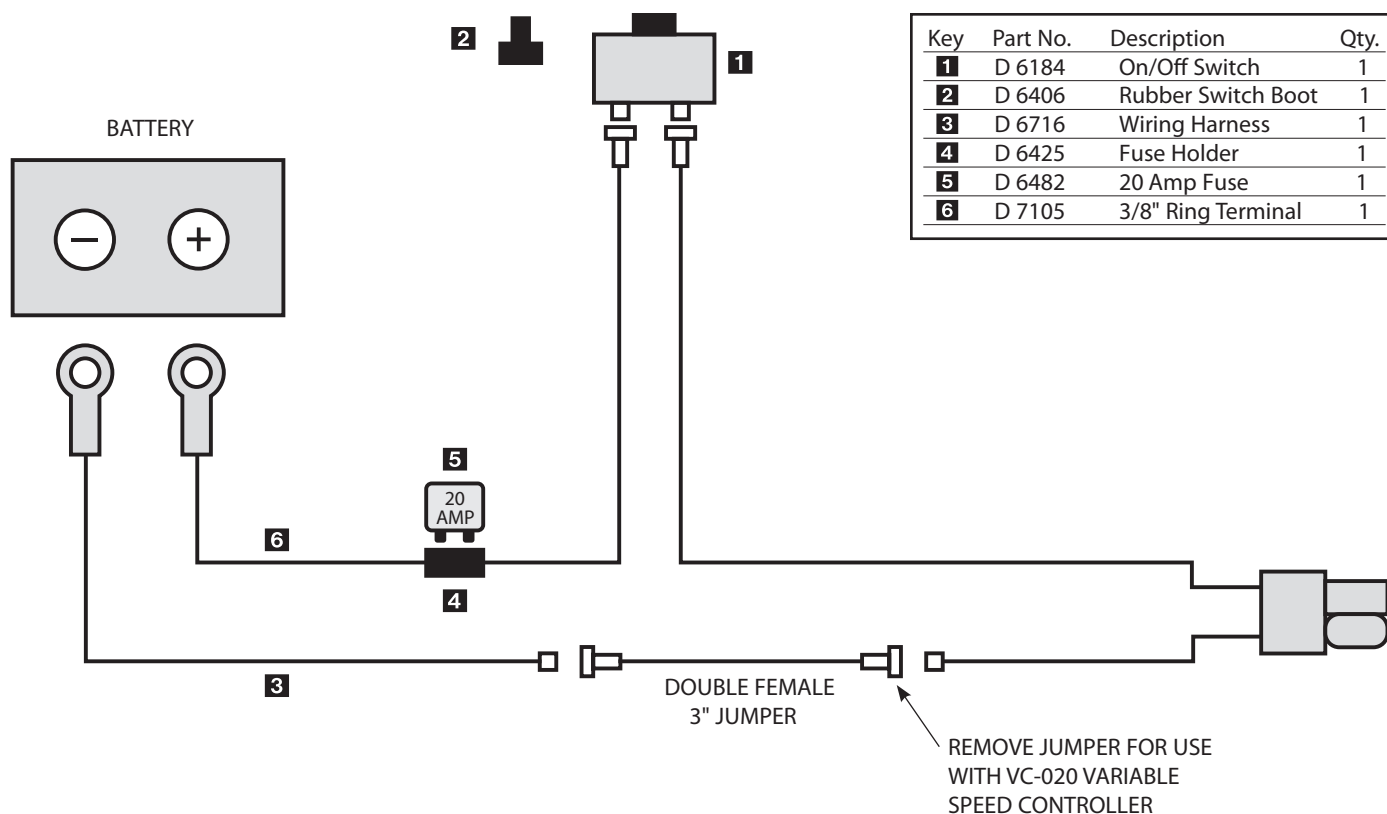 2
1
Key Part No. Description Qty.
1 D 6184 On/Off Switch 1
2 D 6406 Rubber Switch Boot 1
3 D 6716 Wiring Harness 1
4 D 6425 Fuse Holder 1
5 D 6482 20 Amp Fuse 1
6 D 7105 3/8" Ring Terminal 1
BATTERY
− +
5
20
AMP
6
4
3
DOUBLE FEMALE
3" JUMPER
REMOVE JUMPER FOR USE
WITH VC-020 VARIABLE
SPEED CONTROLLER